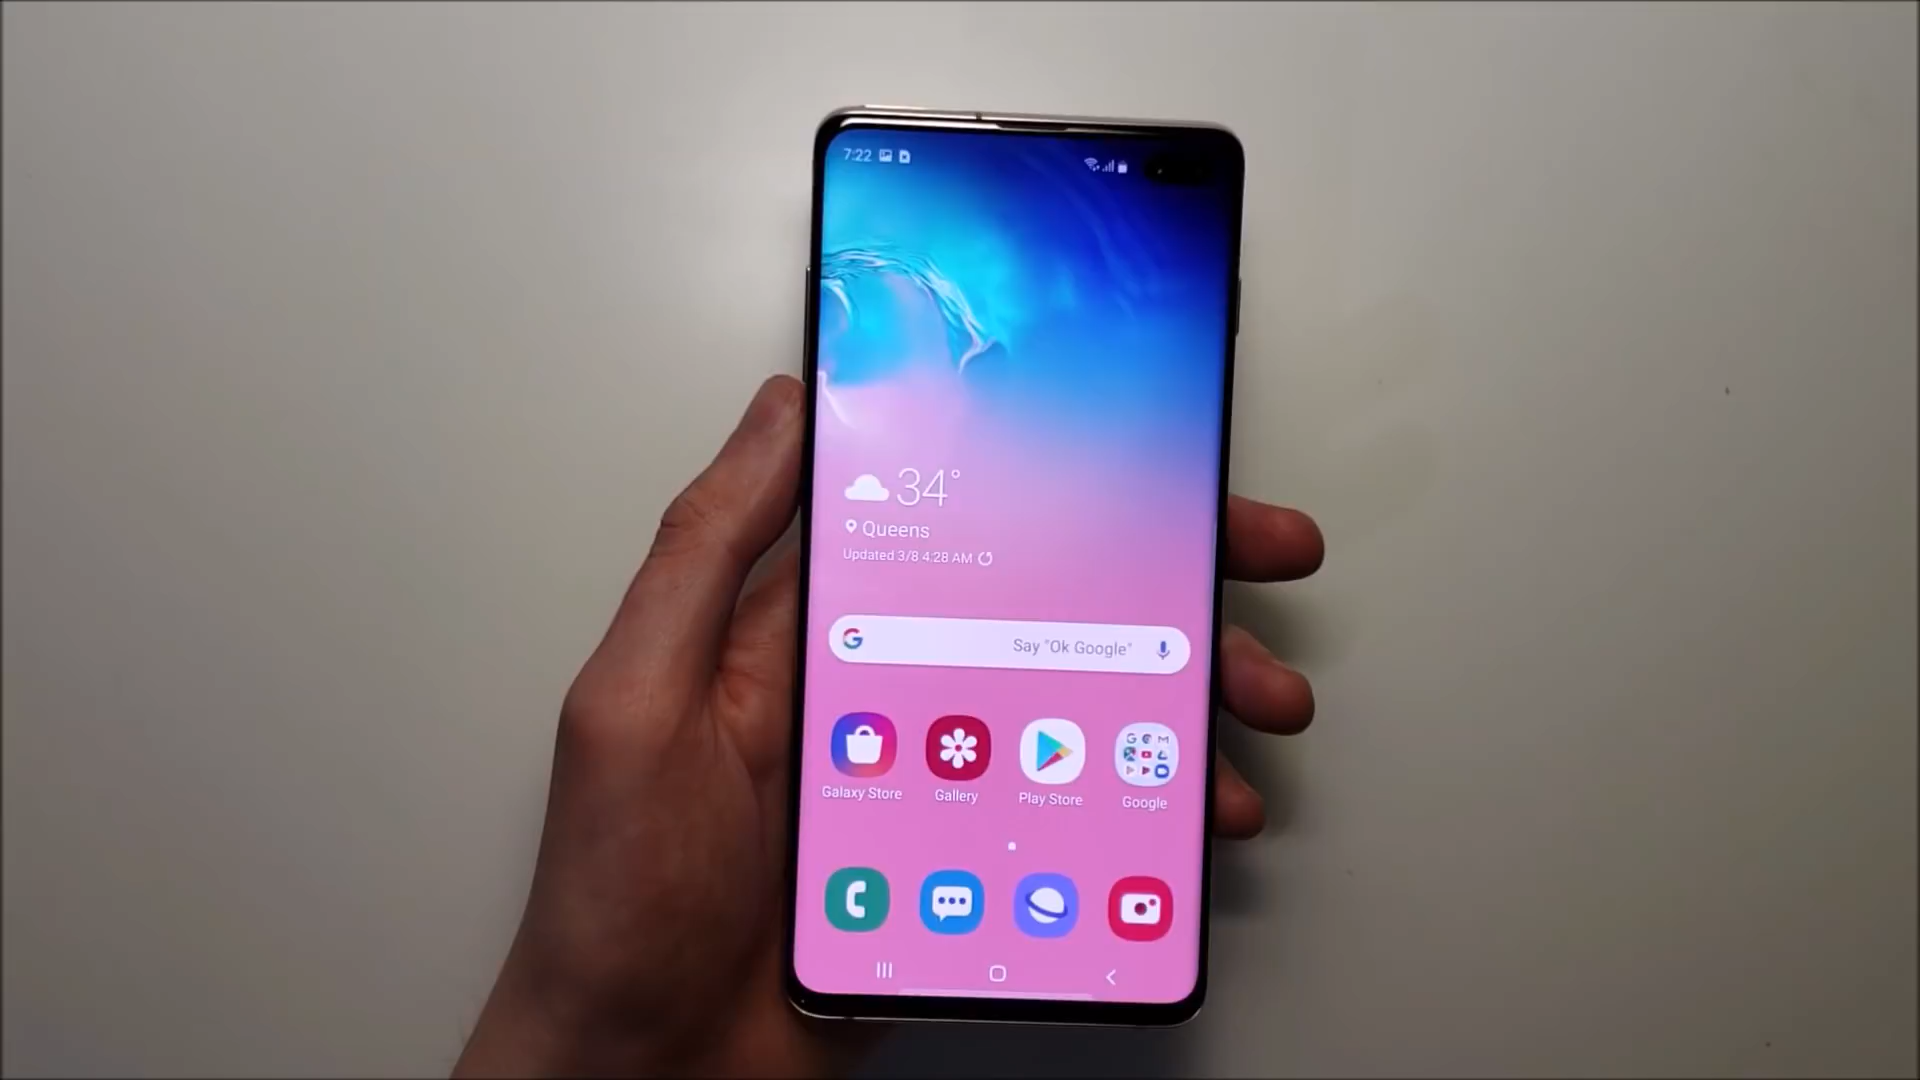 7:22
34°
Queens
Updated 3/8 4:28 AM
Say "Ok Google"
Galaxy Store
Gallery
Play Store
Google